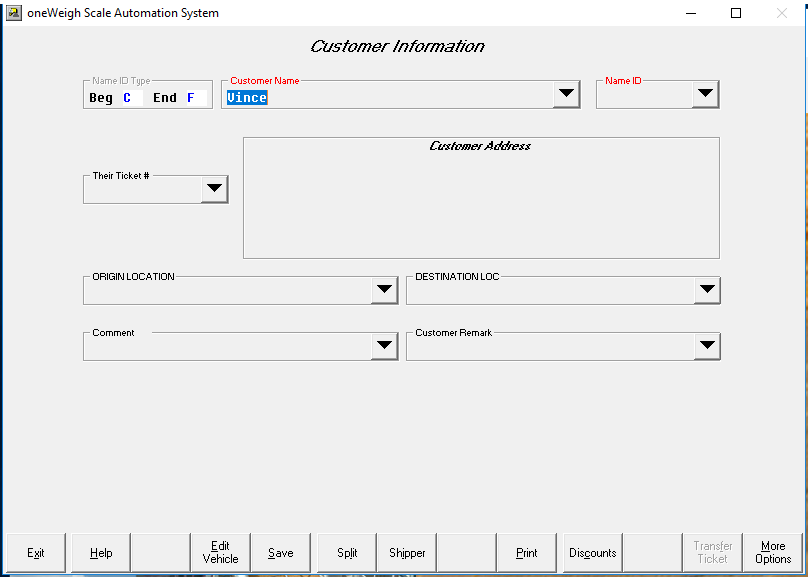 oneWeigh Scale Automation System
Customer Information
Name ID Type
Customer Name
Name ID
Beg C End F
Vince
Customer Address
Their Ticket #
ORIGIN LOCATION
DESTINATION LOC
Comment
Customer Remark
Exit
Help
Edit
Vehicle
Save
Split
Shipper
Print
Discounts
Transfer
Ticket
More
Options